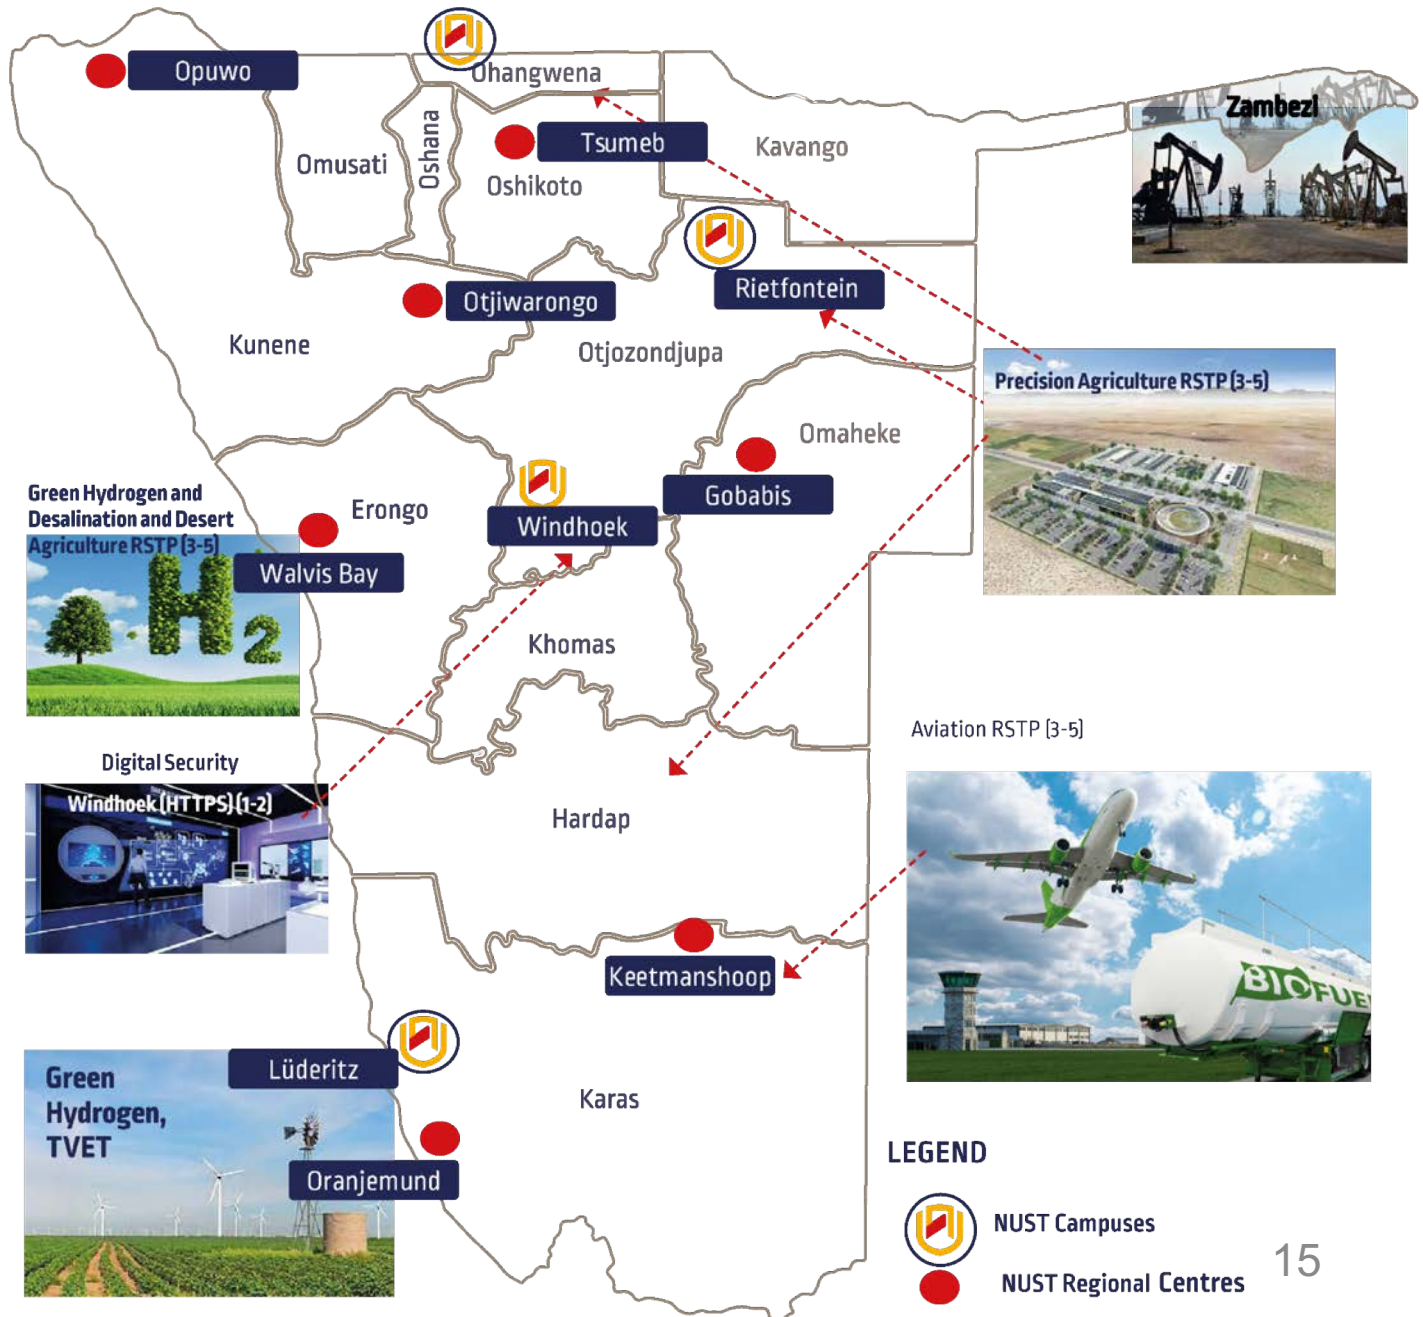 Opuwo
Ohangwena
Zambezi
Oshana
Tsumeb
Kavango
Omusati
Oshikoto
Rietfontein
Otjiwarongo
Kunene
Otjozondjupa
Precision Agriculture RSTP (3-5)
Omaheke
Green Hydrogen and
Desalination and Desert
Agriculture RSTP (3-5)
Erongo
Gobabis
Windhoek
Walvis Bay
H2
Khomas
Aviation RSTP (3-5)
Digital Security
Windhoek (HTTPS) (1-2)
Hardap
Keetmanshoop
BIOFUE
Lüderitz
Green
Hydrogen,
TVET
Karas
Oranjemund
LEGEND
NUST Campuses
NUST Regional Centres
15